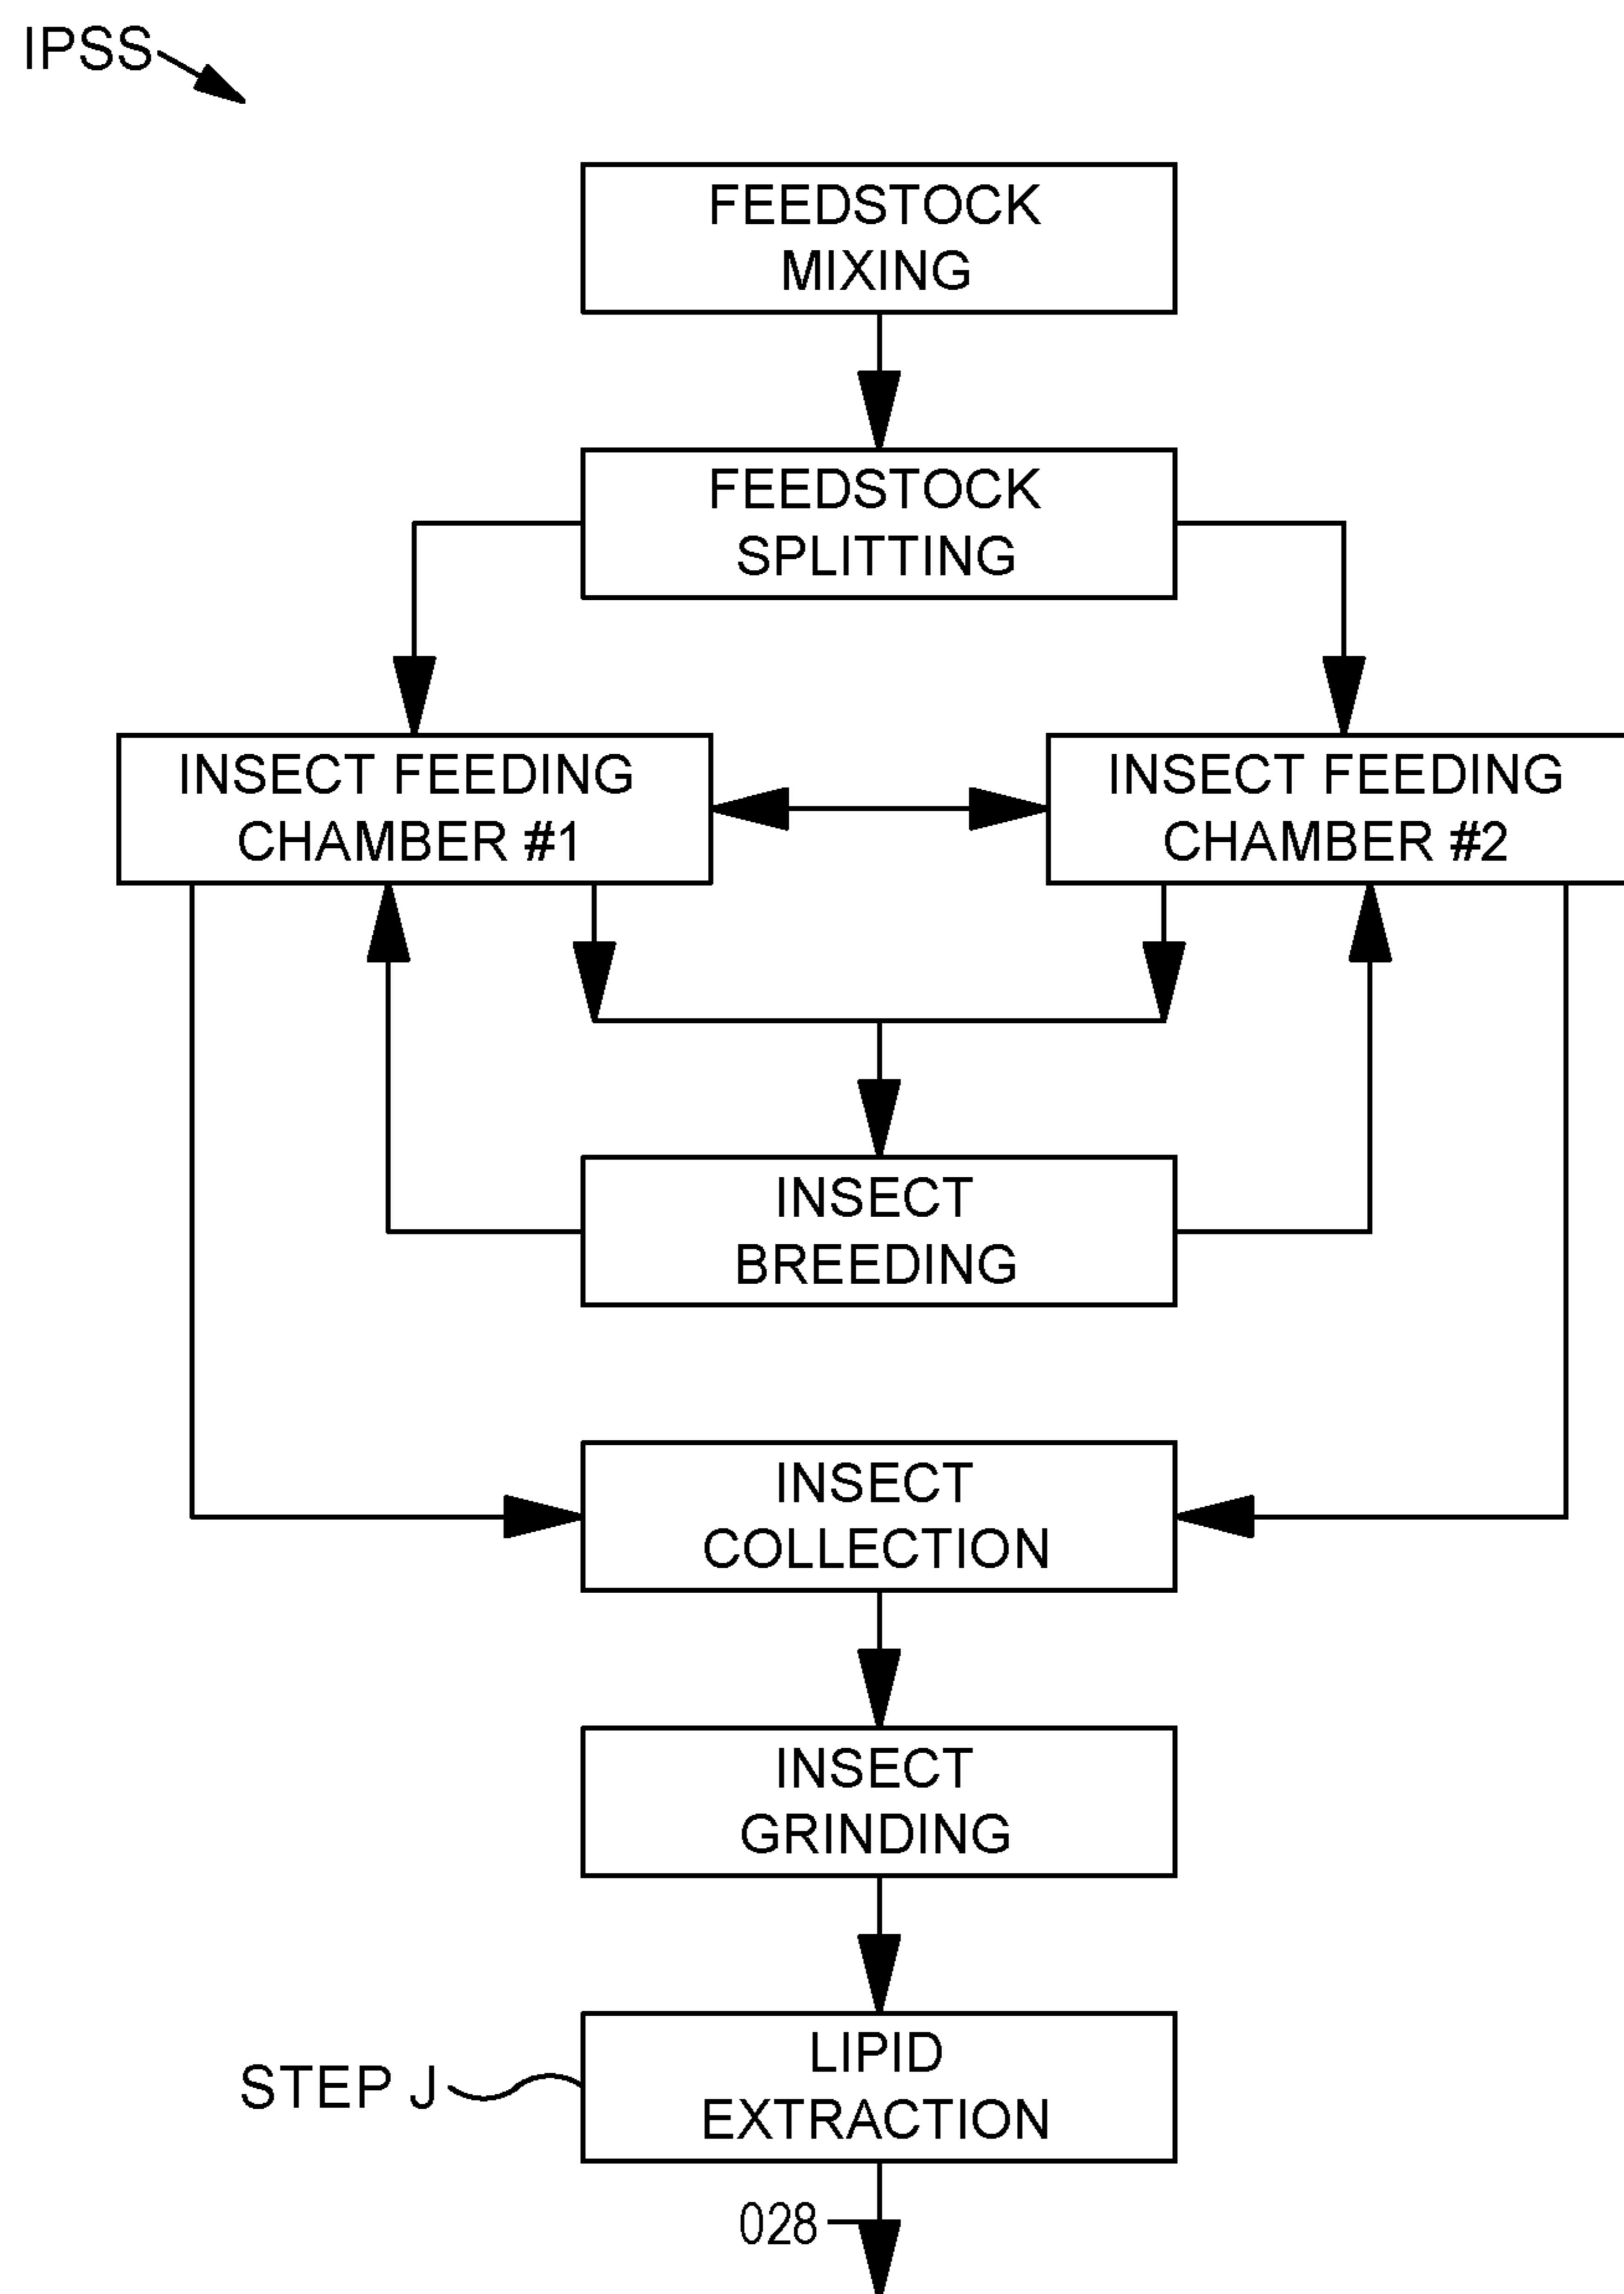 IPSS
FEEDSTOCK
MIXING
FEEDSTOCK
SPLITTING
INSECT FEEDING
CHAMBER #1
INSECT FEEDING
CHAMBER #2
INSECT
BREEDING
INSECT
COLLECTION
INSECT
GRINDING
LIPID
EXTRACTION
STEP J
028